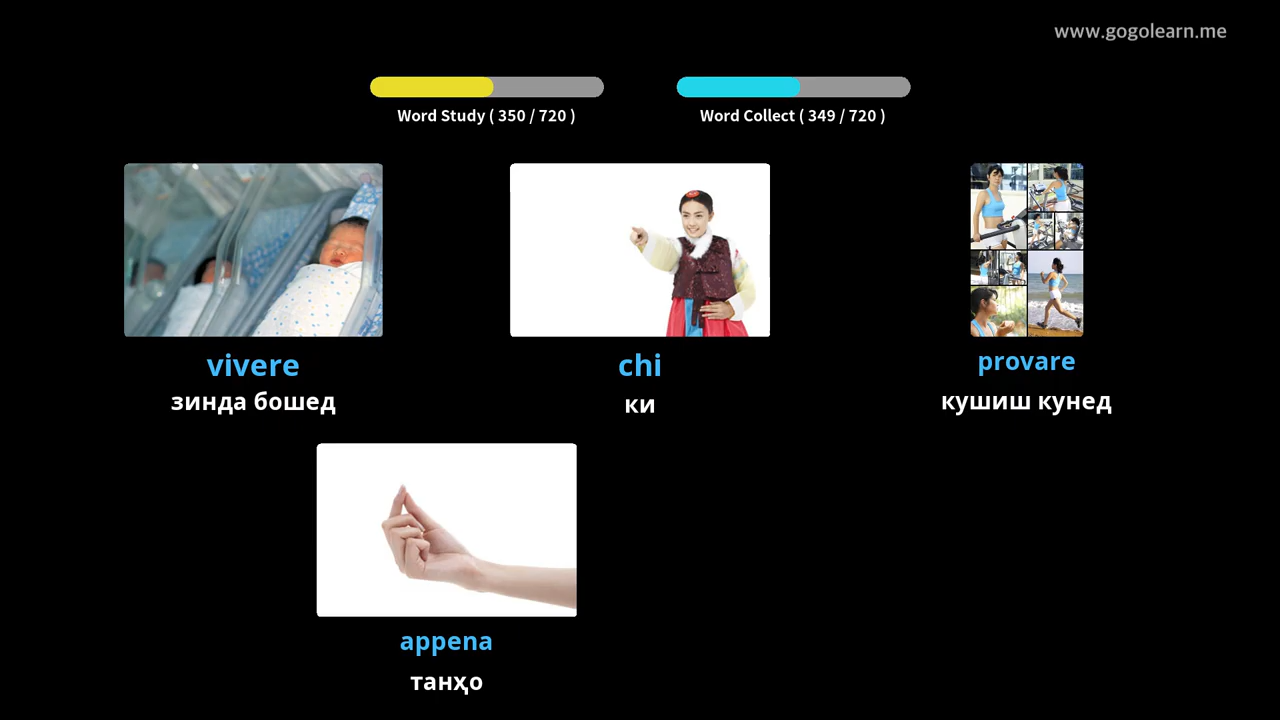 www.gogolearn.me
Word Study ( 350 / 720 )
Word Collect ( 349 / 720 )
vivere
зинда бошед
chi
ки
provare
кушиш кунед
appena
танҳо